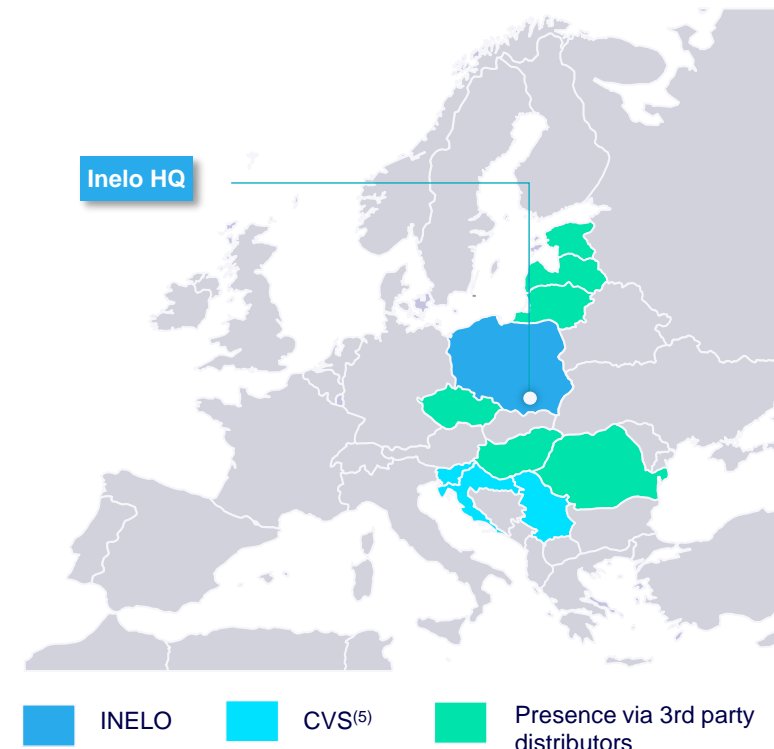 Inelo HQ
INELO
CVS(5)
Presence via 3rd party
distributors